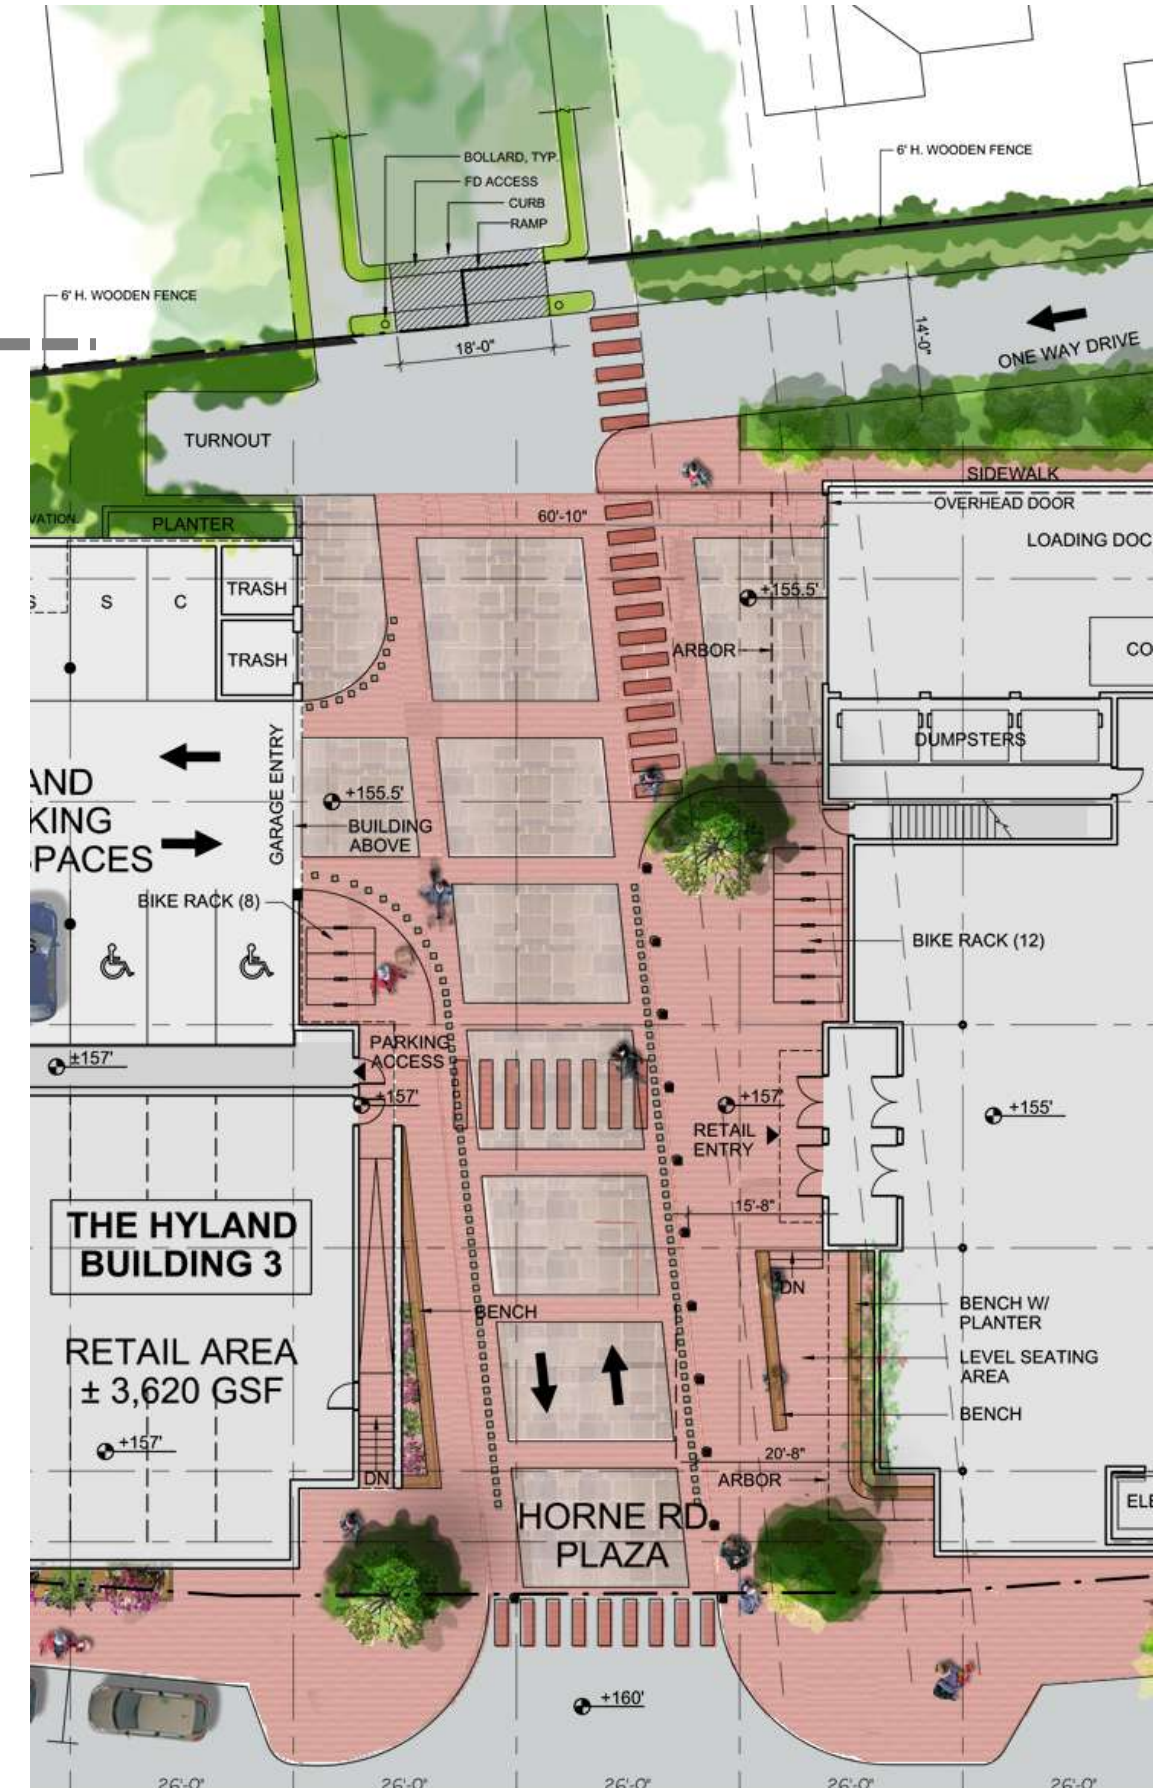 BOLLARD, TYP.
FD ACCESS
CURB
RAMP
6' H. WOODEN FENCE
6' H. WOODEN FENCE
18'-0"
14'-0"
ONE WAY DRIVE
TURNOUT
SIDEWALK
OVERHEAD DOOR
PLANTER
60'-10"
LOADING DOC
TRASH
S
S
C
+155.5'
CO
ARBOR
TRASH
DUMPSTERS
GARAGE ENTRY
AND
KING
PACES
+155.5'
BUILDING
ABOVE
BIKE RACK (8)
BIKE RACK (12)
S
PARKING
ACCESS
±157'
+157'
+157'
+155'
RETAIL
ENTRY
15'-8"
THE HYLAND
BUILDING 3
DN
BENCH
BENCH W/
PLANTER
RETAIL AREA
± 3,620 GSF
LEVEL SEATING
AREA
BENCH
+157'
20'-8"
DN
ARBOR
ELE
HORNE RD
PLAZA
+160'
26'-0"
26'-0"
26'-0"
26'-0"
26'-0"